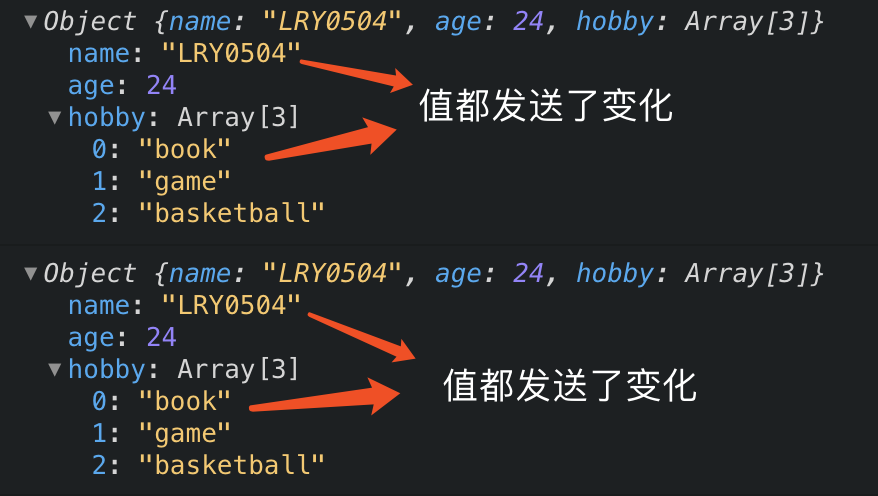 ▼Object {name: "LRY0504", age: 24, hobby: Array[3]}
name: "LRY0504"
age: 24
值都发送了变化
▼hobby: Array[3]
0: "book"
1: "game"
2: "basketball"
▼Object {name: "LRY0504", age: 24, hobby: Array[3]}
name: "LRY0504"
age: 24
▼hobby: Array[3]
值都发送了变化
0: "book"
1: "game"
2: "basketball"